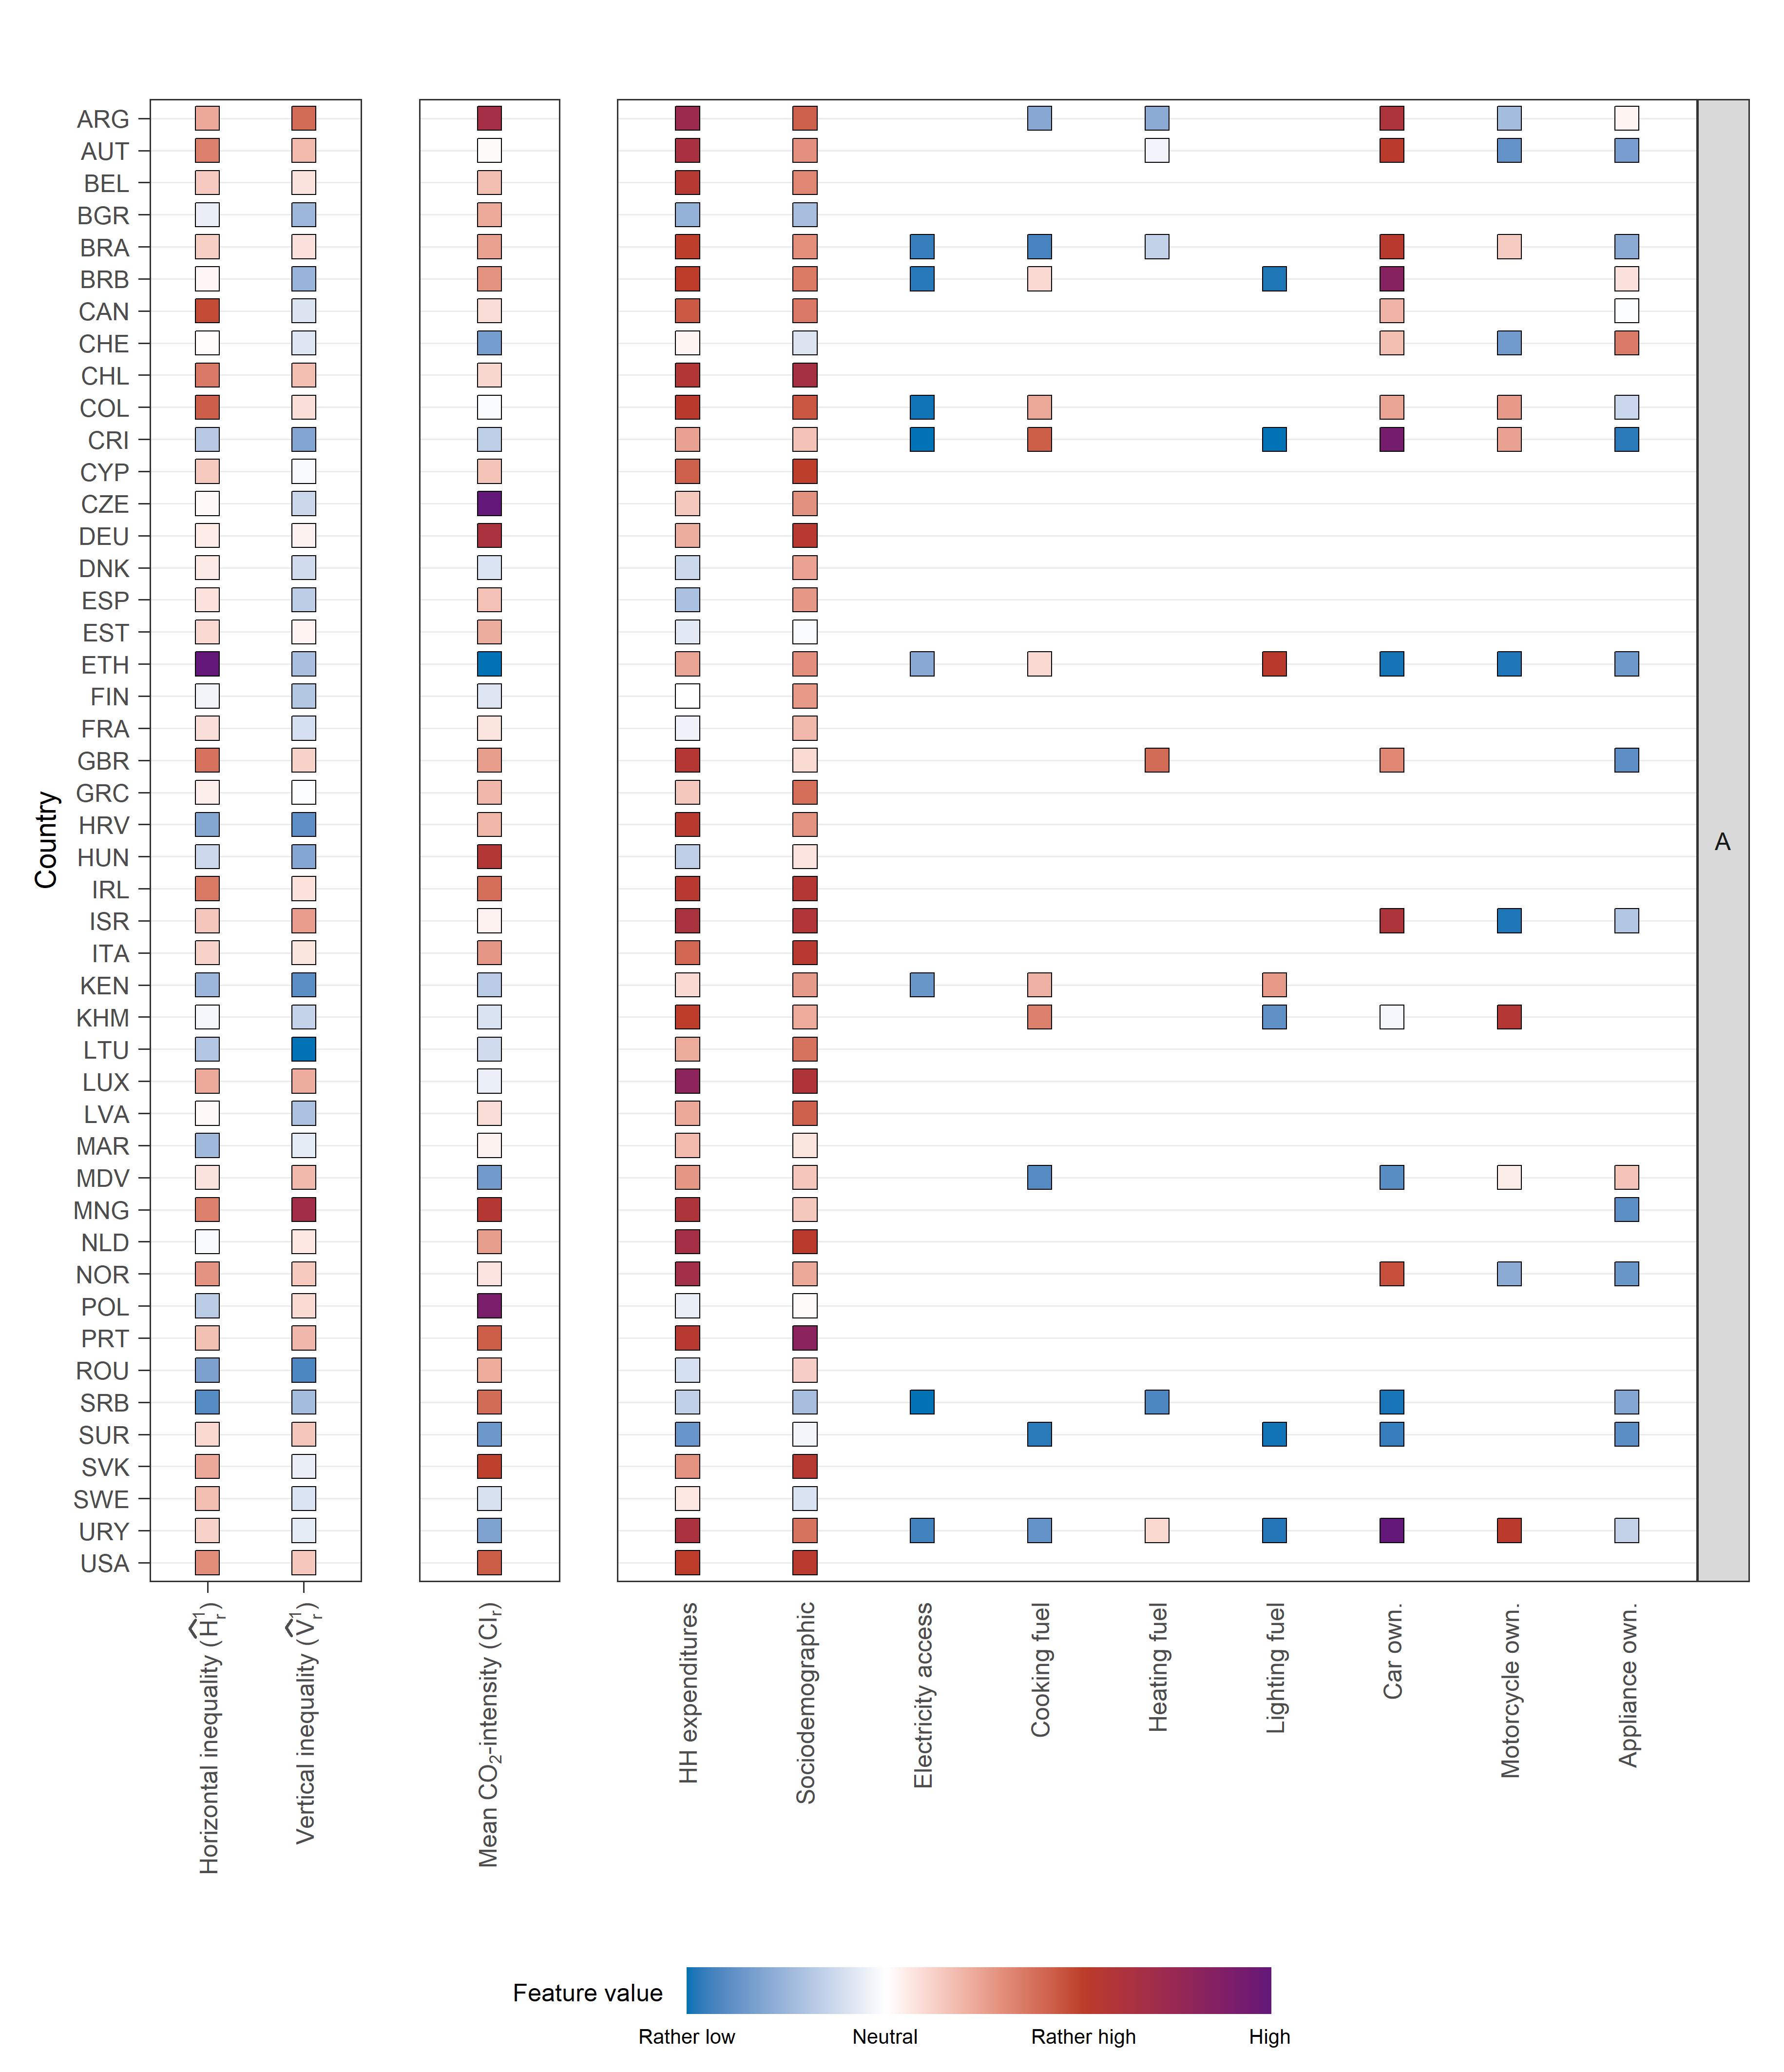 ARG
AUT
BEL
BGR
BRA
BRB
CAN
CHE
CHL
COL
CRI
CYP
CZE
DEU
DNK
ESP
EST
ETH
FIN
FRA
GBR
GRC
HRV
HUN
IRL
ISR
ITA
KEN
KHM
LTU
LUX
LVA
MAR
MDV
MNG
NLD
NOR
POL
PRT
ROU
SRB
SUR
SVK
SWE
URY
USA
Country
A
Horizontal inequality (Ĥ¹ᵣ)
Vertical inequality (V̂¹ᵣ)
Mean CO₂-intensity (CIᵣ)
HH expenditures
Sociodemographic
Electricity access
Cooking fuel
Heating fuel
Lighting fuel
Car own.
Motorcycle own.
Appliance own.
Feature value
Rather low Neutral Rather high High